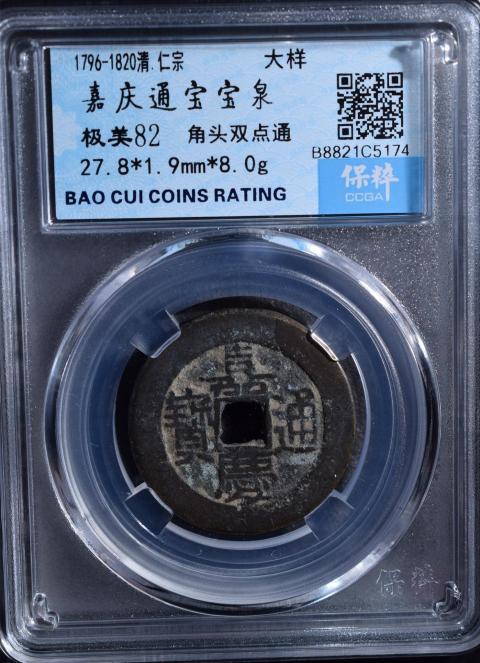 1796-1820清.仁宗 大样
嘉庆通宝宝泉
极美82 角头双点通
27.8*1.9mm*8.0g
BAO CUI COINS RATING
B8821C5174
保粹
CCGA
嘉慶通寶
保粹